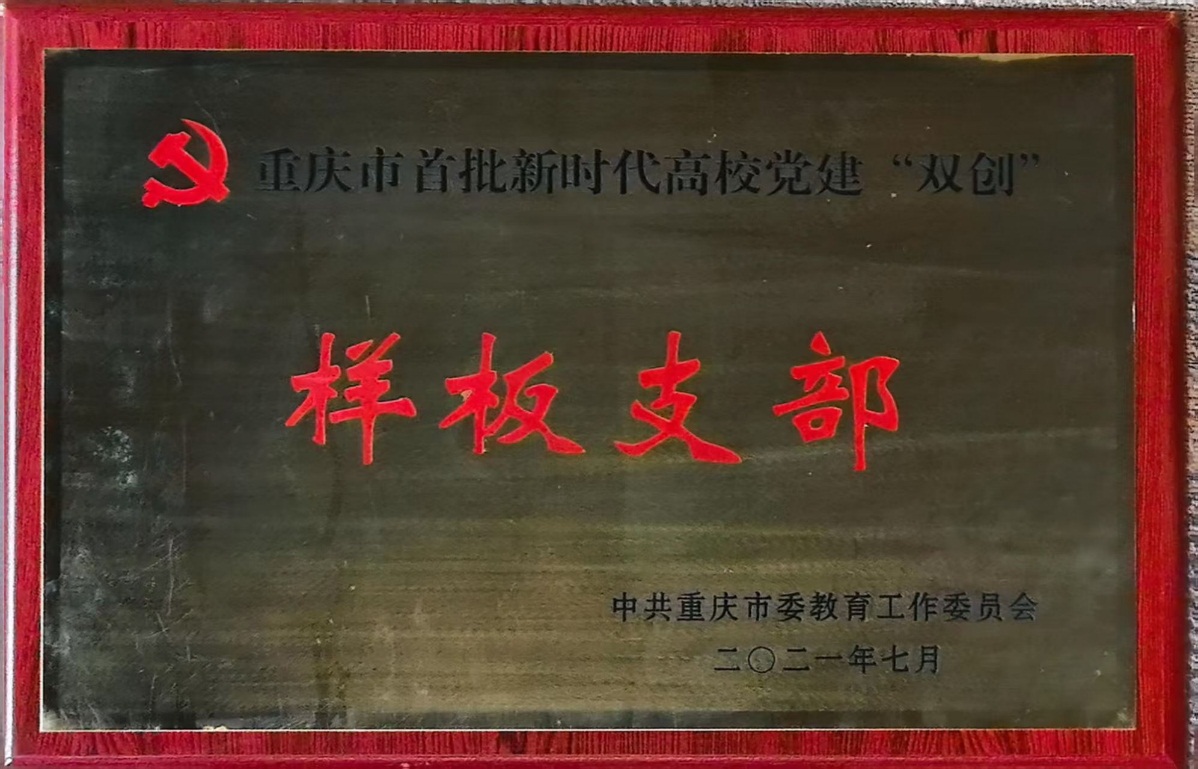 重庆市首批新时代高校党建“双创”
样板支部
中共重庆市委教育工作委员会
二〇二一年七月